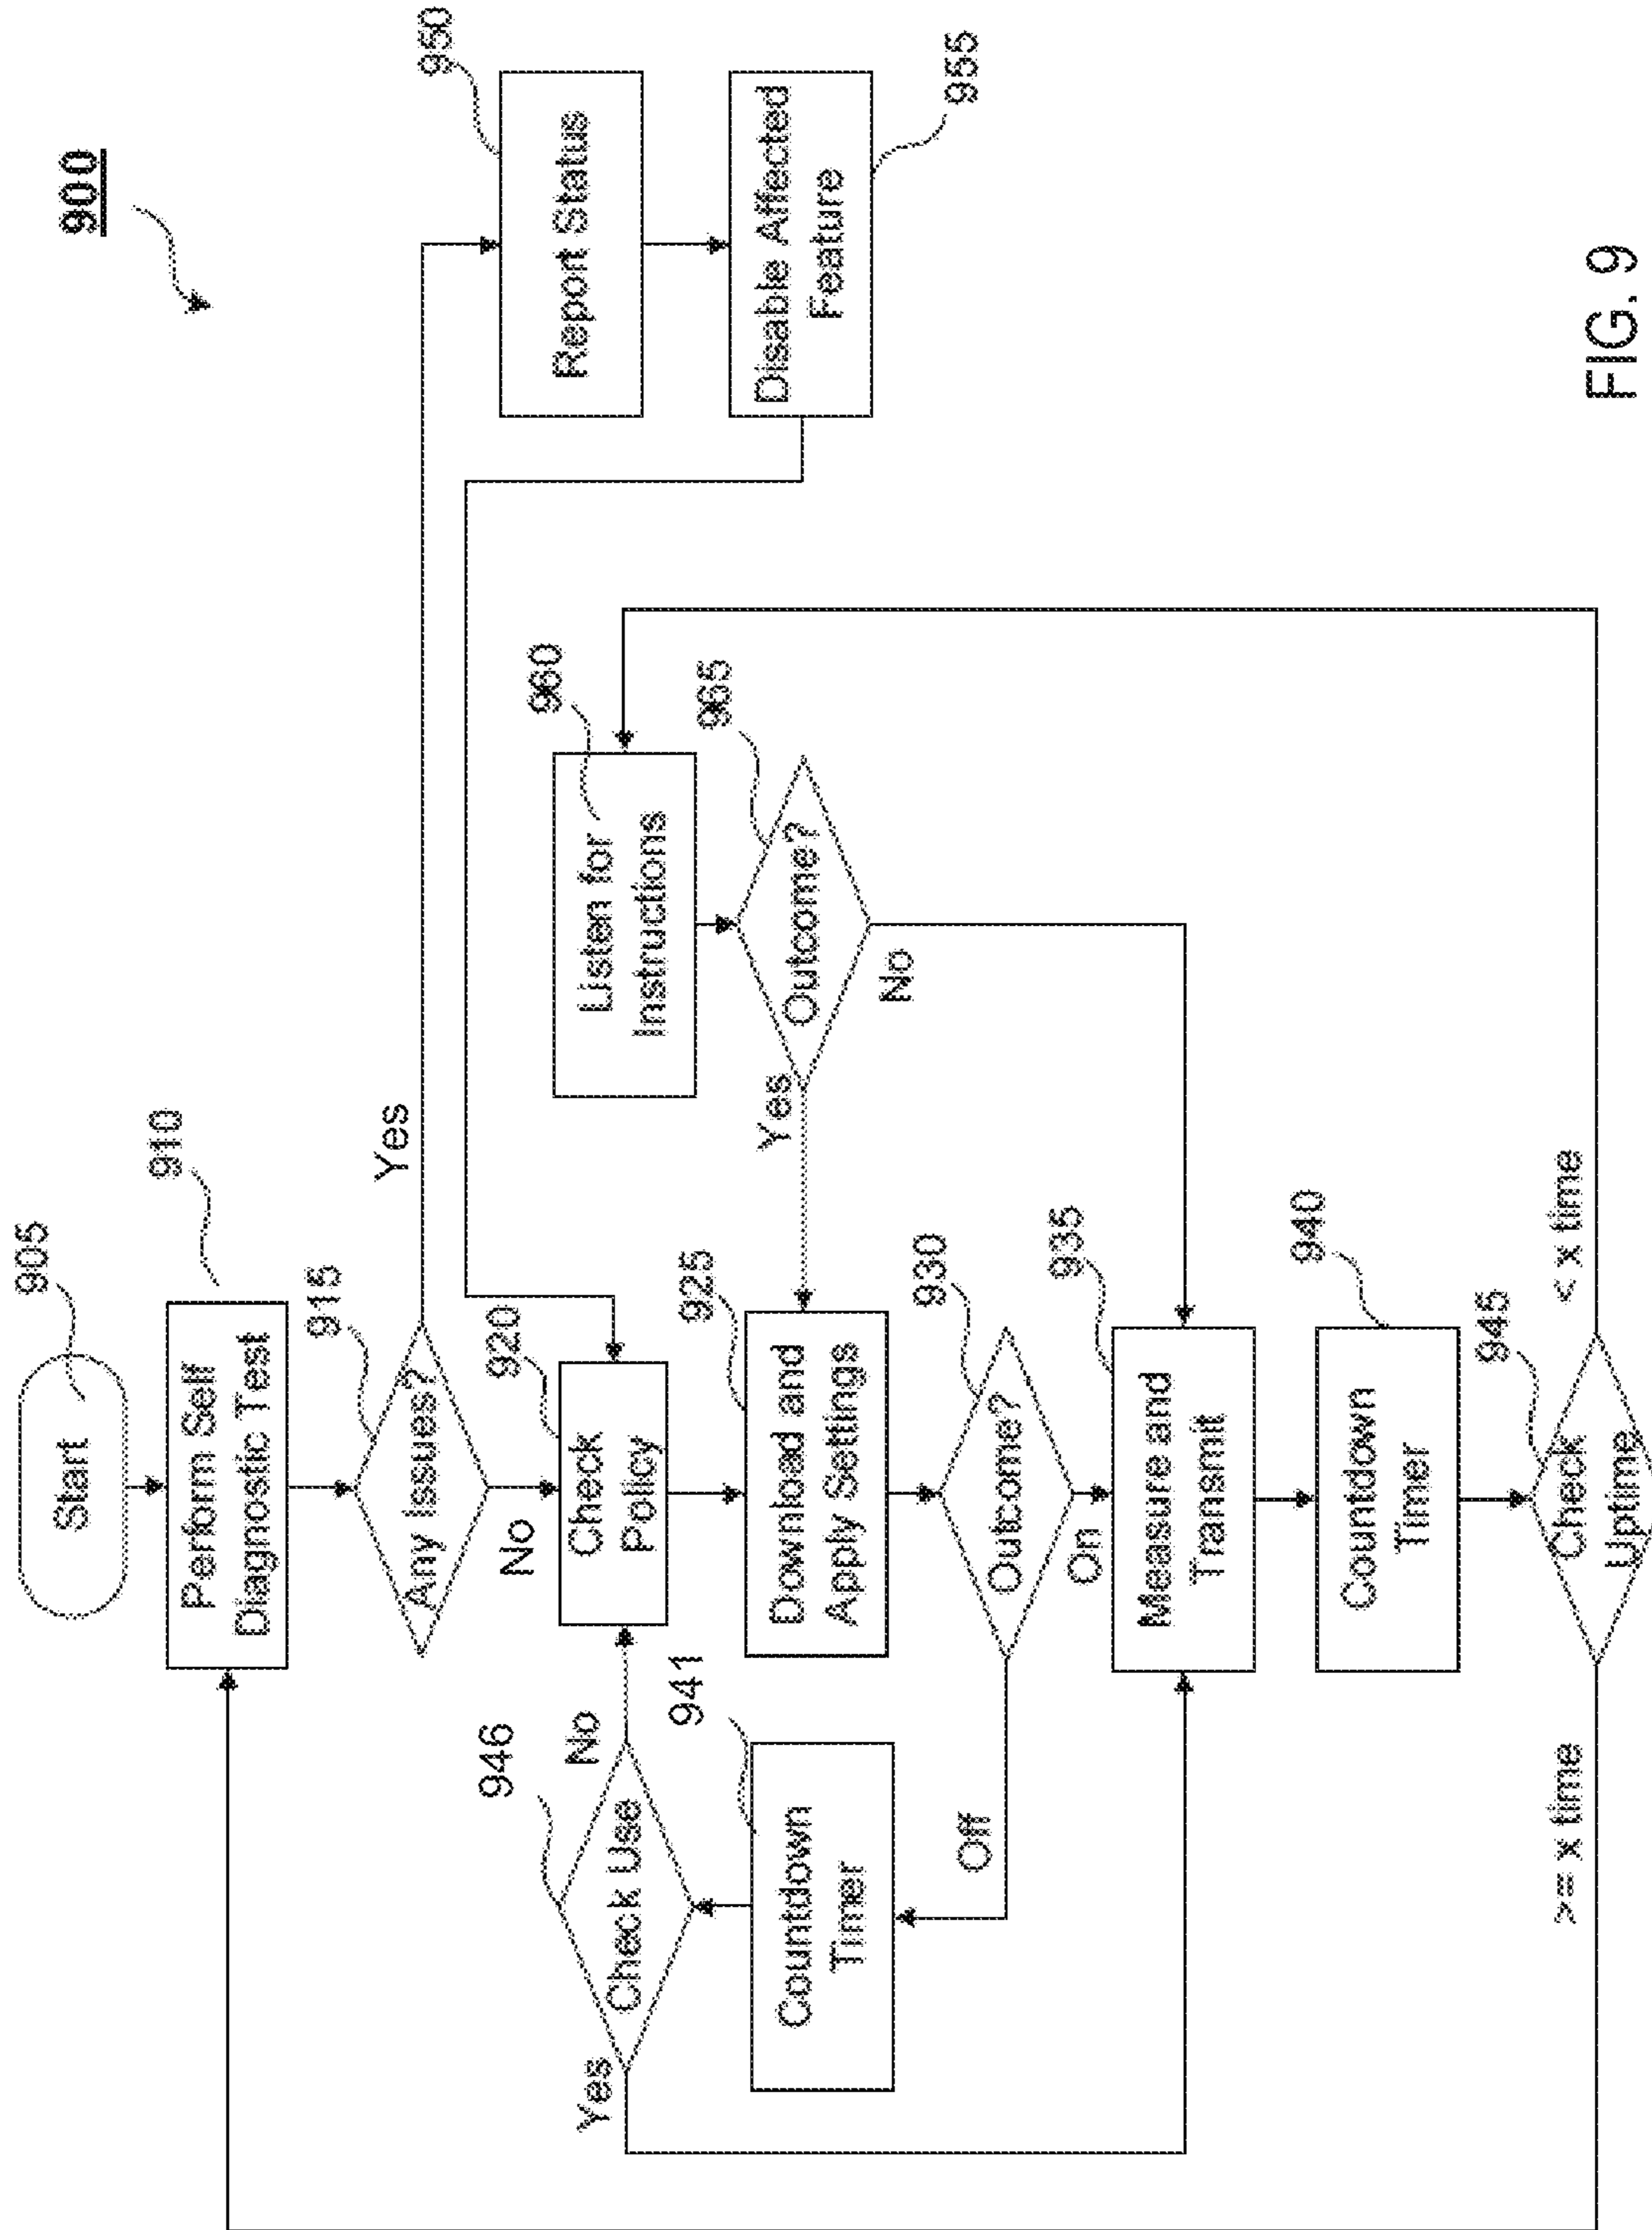 900
905
Start
910
Perform Self
Diagnostic Test
915
Any Issues?
Yes
No
950
Report Status
955
Disable Affected
Feature
920
Check
Policy
946
Check Use
Yes
No
941
Countdown
Timer
925
Download and
Apply Settings
960
Listen for
Instructions
965
Outcome?
Yes
No
930
Outcome?
Off
On
935
Measure and
Transmit
940
Countdown
Timer
945
Check
Uptime
>= x time
< x time
FIG. 9